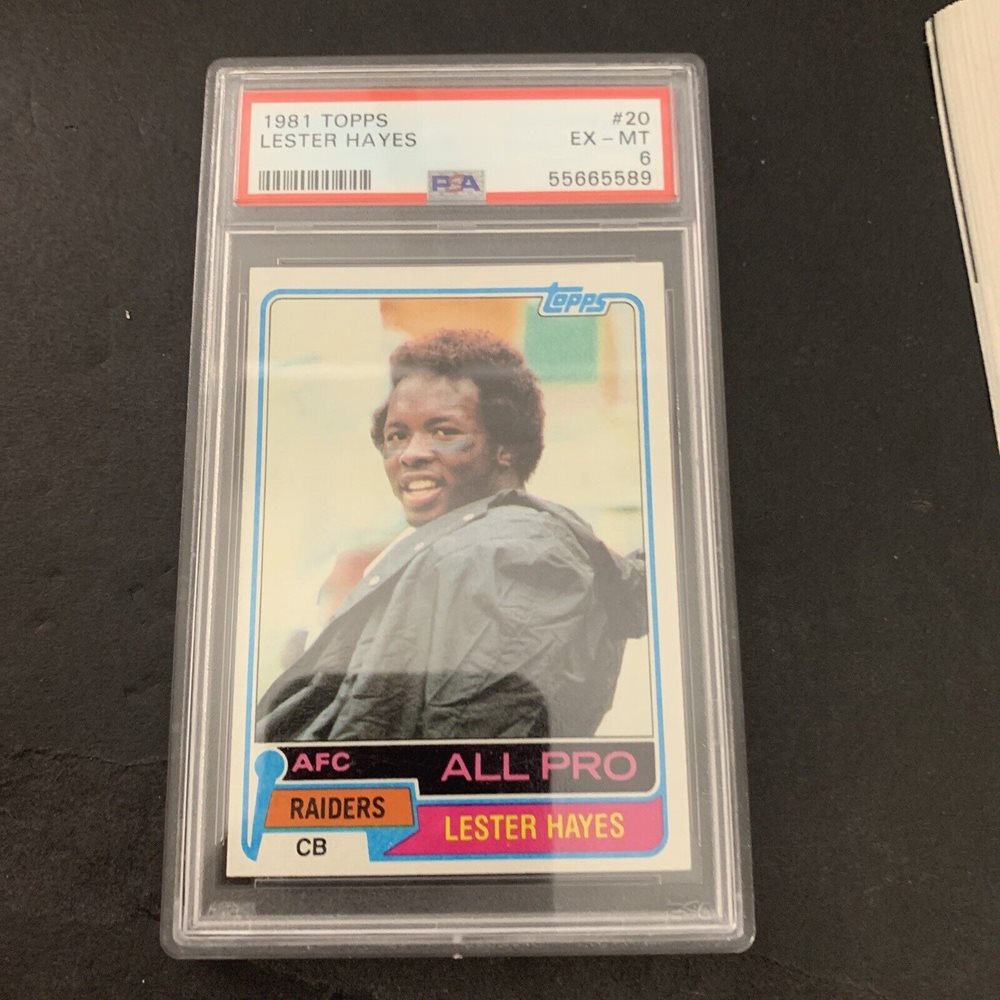 1981 TOPPS #20
LESTER HAYES EX - MT
6
PSA 55665589
topps
AFC ALL PRO
RAIDERS
LESTER HAYES
CB